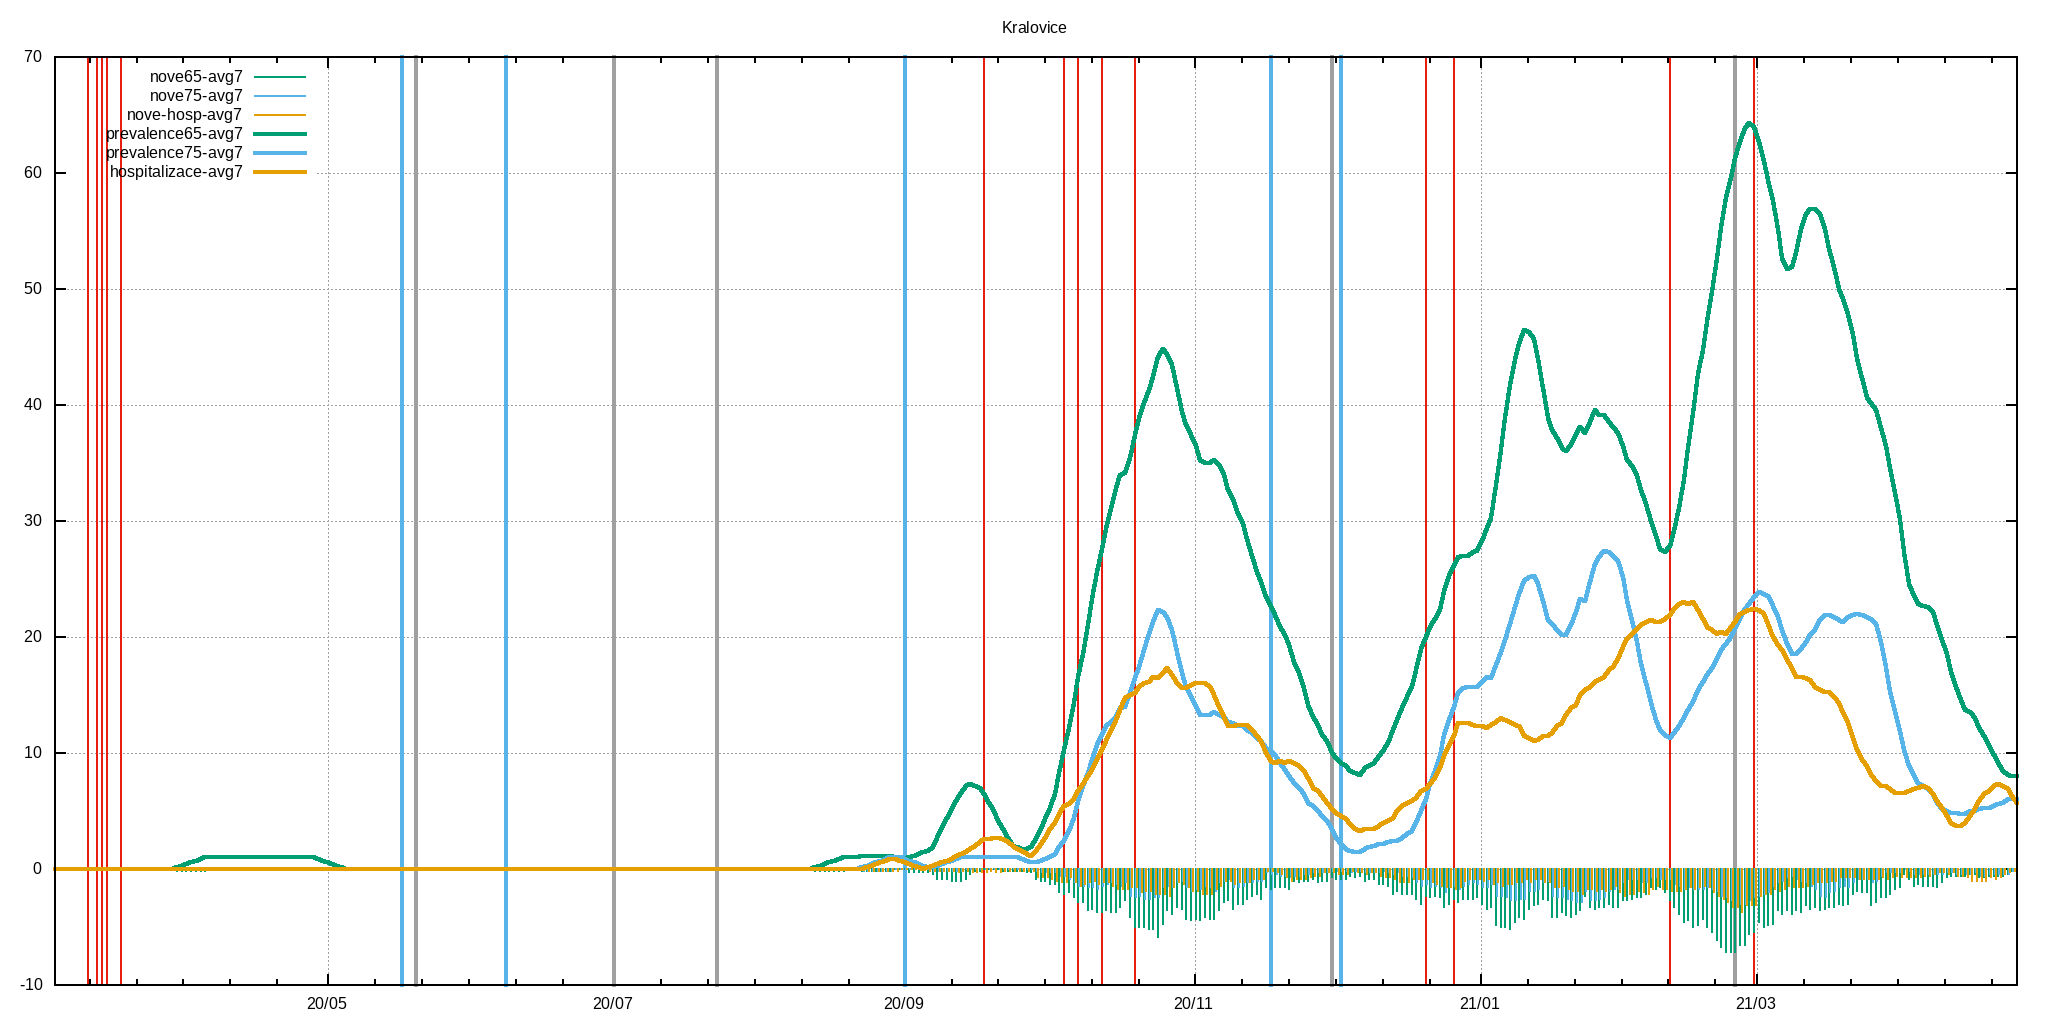 Kralovice
70
60
50
40
30
20
10
0
-10
nove65-avg7
nove75-avg7
nove-hosp-avg7
prevalence65-avg7
prevalence75-avg7
hospitalizace-avg7
20/05 20/07 20/09 20/11 21/01 21/03